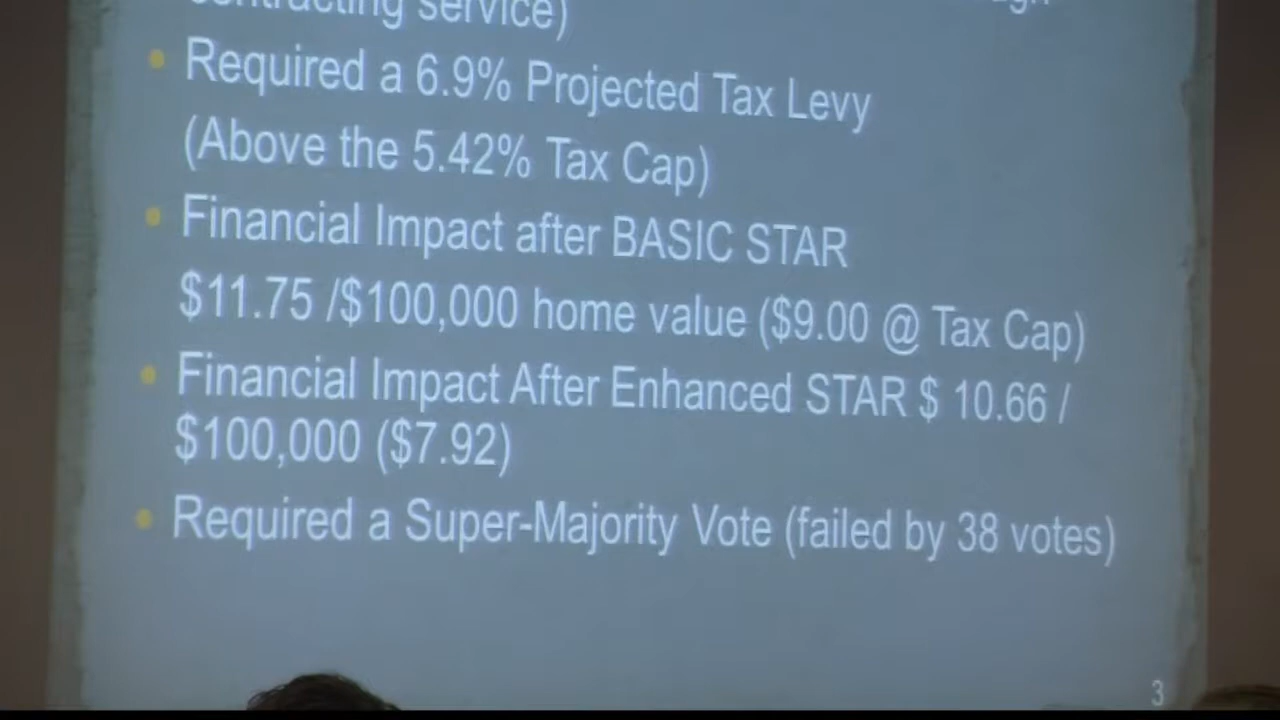 contracting service)
• Required a 6.9% Projected Tax Levy
(Above the 5.42% Tax Cap)
• Financial Impact after BASIC STAR
$11.75 /$100,000 home value ($9.00 @ Tax Cap)
• Financial Impact After Enhanced STAR $ 10.66 /
$100,000 ($7.92)
• Required a Super-Majority Vote (failed by 38 votes)
3